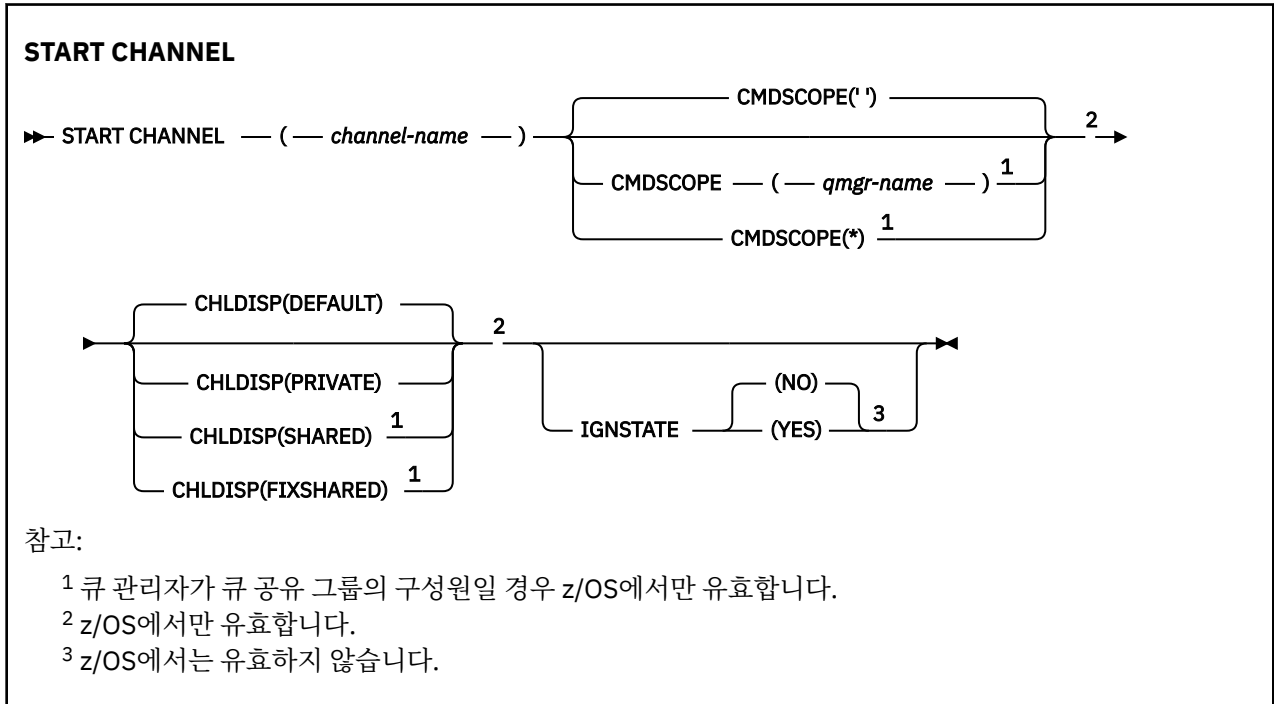 START CHANNEL
CMDSCOPE(' ')
START CHANNEL ( channel-name ) 2
CMDSCOPE ( qmgr-name ) 1
CMDSCOPE(*) 1
CHLDISP(DEFAULT) 2
CHLDISP(PRIVATE) (NO)
CHLDISP(SHARED) 1 IGNSTATE (YES) 3
CHLDISP(FIXSHARED) 1
참고:
1 큐 관리자가 큐 공유 그룹의 구성원일 경우 z/OS에서만 유효합니다.
2 z/OS에서만 유효합니다.
3 z/OS에서는 유효하지 않습니다.